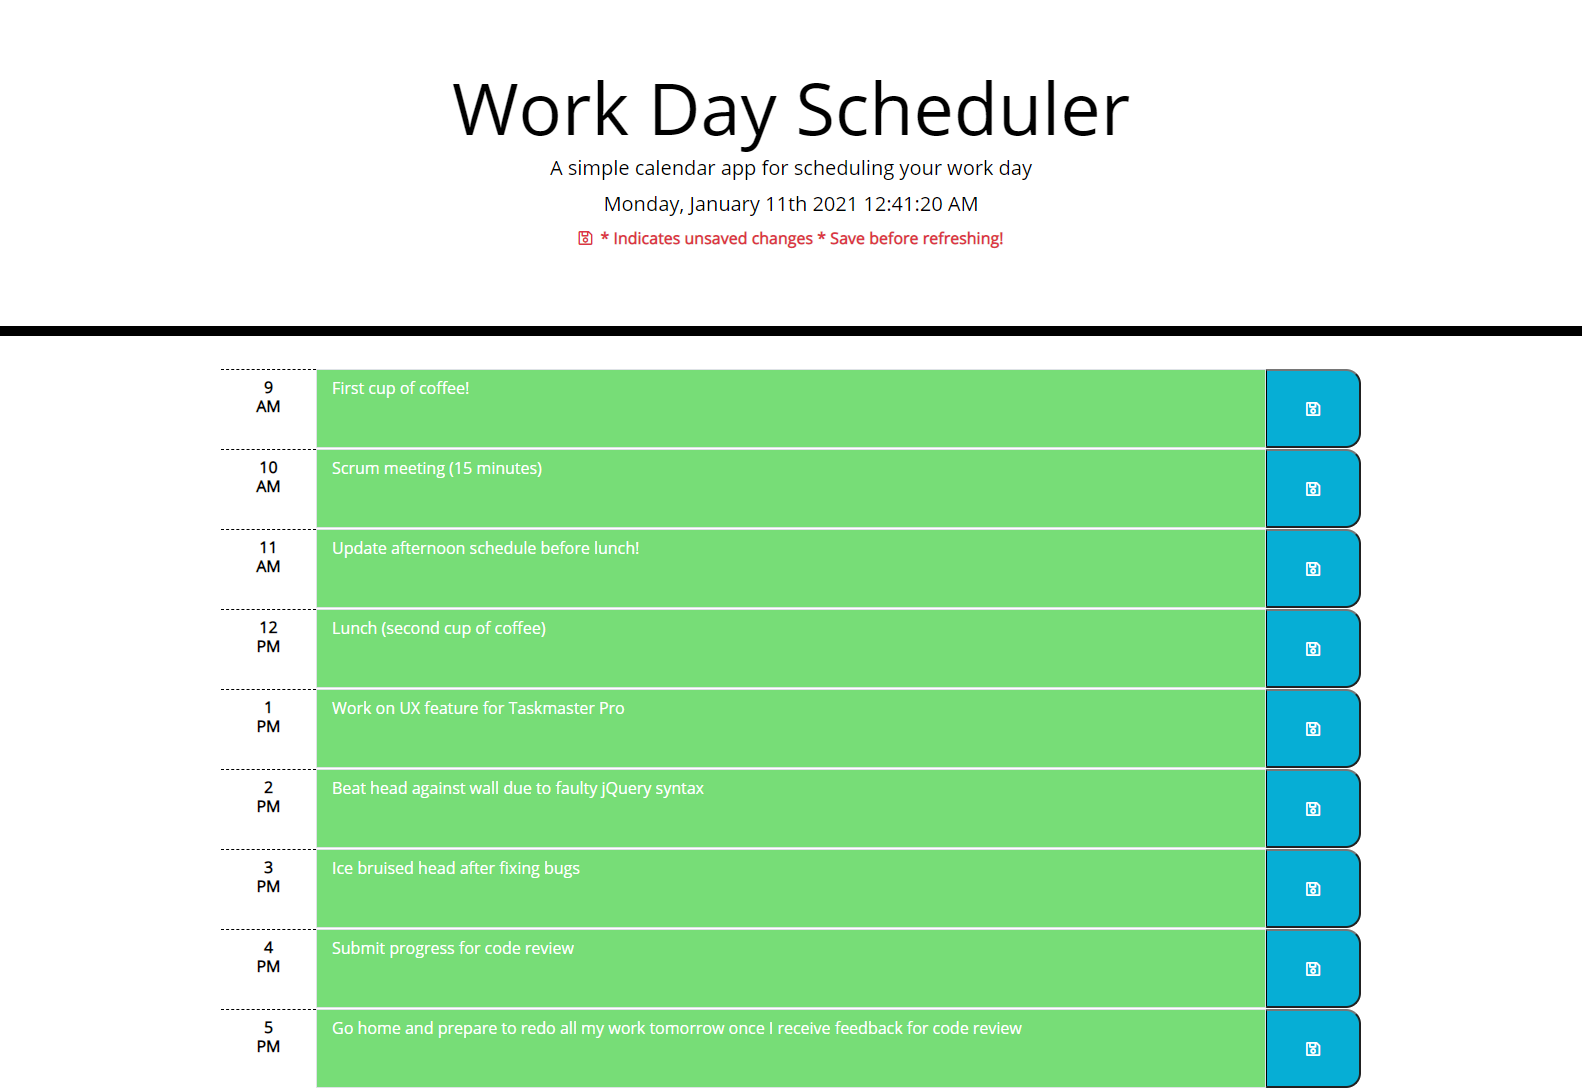 Work Day Scheduler
A simple calendar app for scheduling your work day
Monday, January 11th 2021 12:41:20 AM
* Indicates unsaved changes * Save before refreshing!
9
AM
First cup of coffee!
10
AM
Scrum meeting (15 minutes)
11
AM
Update afternoon schedule before lunch!
12
PM
Lunch (second cup of coffee)
1
PM
Work on UX feature for Taskmaster Pro
2
PM
Beat head against wall due to faulty jQuery syntax
3
PM
Ice bruised head after fixing bugs
4
PM
Submit progress for code review
5
PM
Go home and prepare to redo all my work tomorrow once I receive feedback for code review